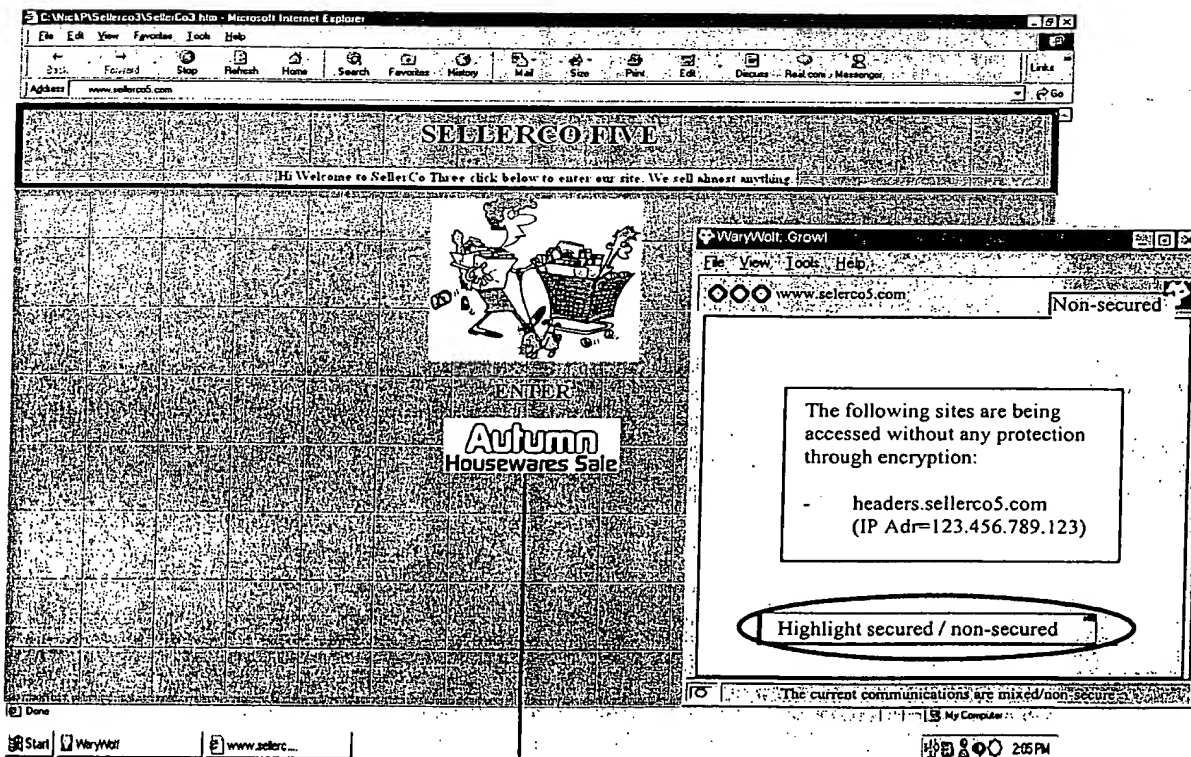 C:\NickP\Sellerco3\SellerCo3 htm - Microsoft Internet Explorer
File Edit View Favorites Tools Help
Back Forward Stop Refresh Home Search Favorites History Mail Size Print Edit Discuss Real.com Messenger Links
Address www.sellerco5.com Go
SELLERCO FIVE
Hi Welcome to SellerCo Three click below to enter our site. We sell almost anything.
ENTER
Autumn
Housewares Sale
WaryWolf: Growl
File View Tools Help
www.selerco5.com
Non-secured
The following sites are being
accessed without any protection
through encryption:
- headers.sellerco5.com
(IP Adr=123.456.789.123)
Highlight secured / non-secured
The current communications are mixed/non-secure
Done
My Computer
Start WaryWolf www.sellerc... 2:05 PM